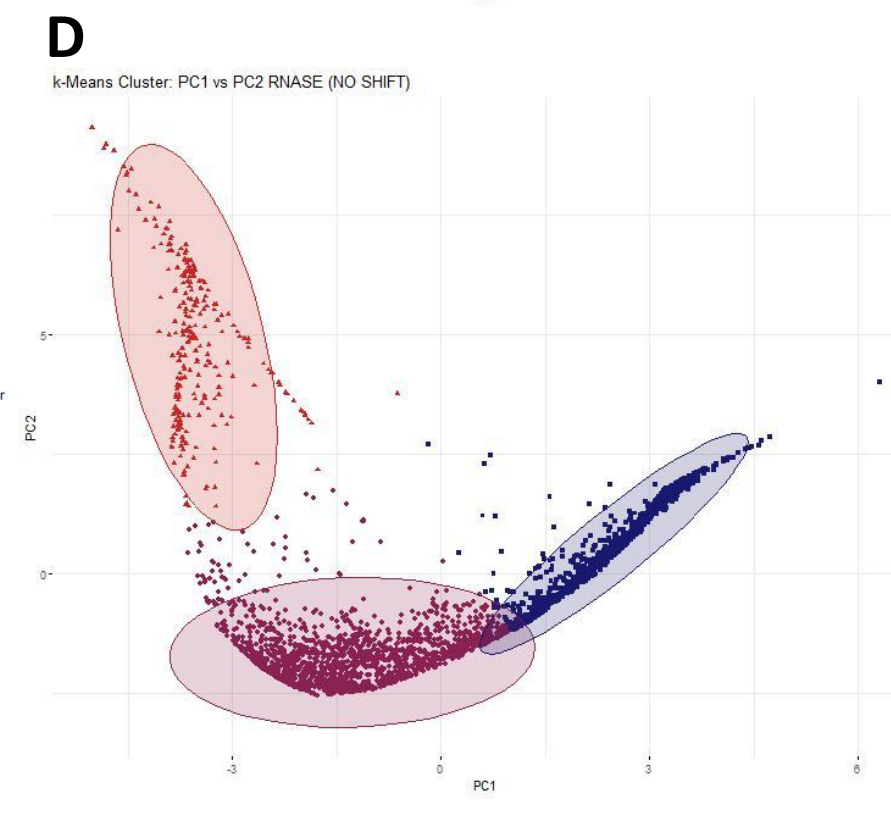 D
k-Means Cluster: PC1 vs PC2 RNASE (NO SHIFT)
5
r
PC2
0
-3
0
3
6
PC1